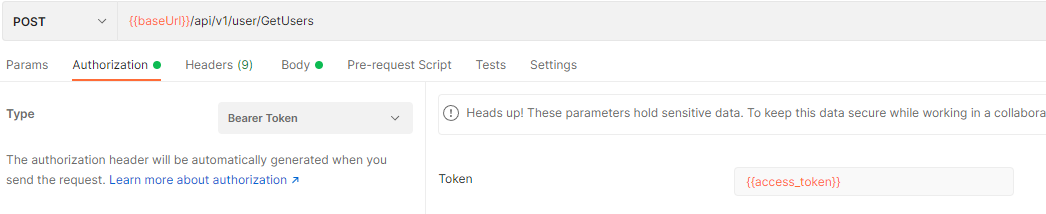 POST {{baseUrl}}/api/v1/user/GetUsers
Params Authorization Headers (9) Body Pre-request Script Tests Settings
Type Bearer Token
Heads up! These parameters hold sensitive data. To keep this data secure while working in a collabora
The authorization header will be automatically generated when you
send the request. Learn more about authorization ↗
Token {{access_token}}